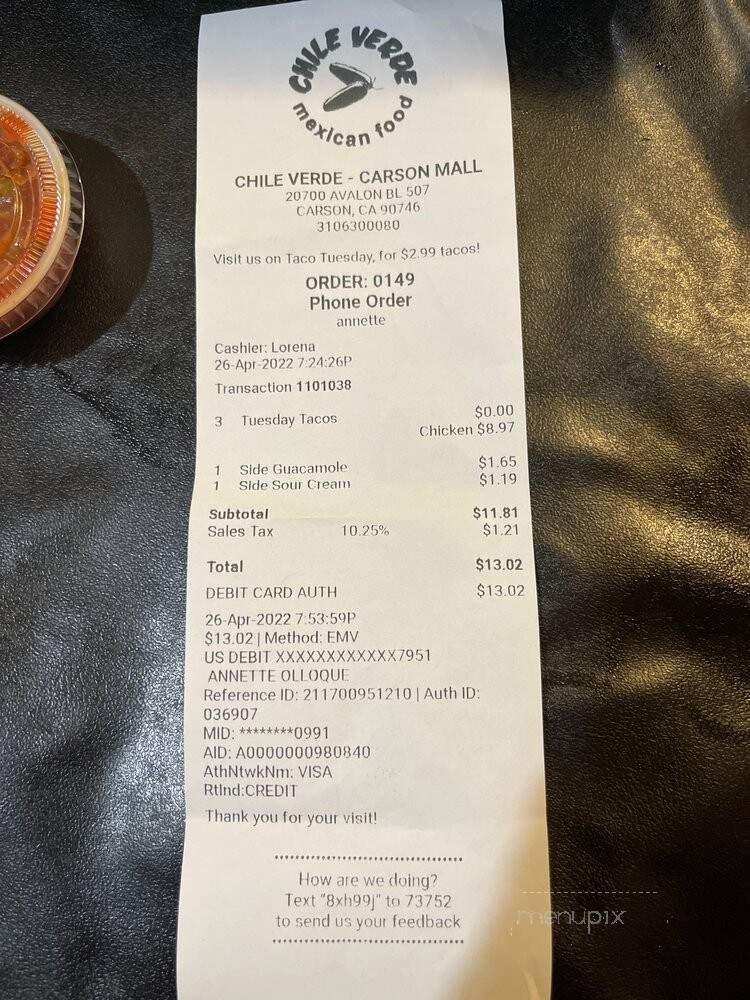 CHILE VERDE
mexican food
CHILE VERDE - CARSON MALL
20700 AVALON BL 507
CARSON, CA 90746
3106300080
Visit us on Taco Tuesday, for $2.99 tacos!
ORDER: 0149
Phone Order
annette
Cashier: Lorena
26-Apr-2022 7:24:26P
Transaction 1101038
3 Tuesday Tacos $0.00
Chicken $8.97
1 Side Guacamole $1.65
1 Side Sour Cream $1.19
Subtotal $11.81
Sales Tax 10.25% $1.21
Total $13.02
DEBIT CARD AUTH $13.02
26-Apr-2022 7:53:59P
$13.02 | Method: EMV
US DEBIT XXXXXXXXXXXX7951
ANNETTE OLLOQUE
Reference ID: 211700951210 | Auth ID:
036907
MID: ********0991
AID: A0000000980840
AthNtwkNm: VISA
RtInd:CREDIT
Thank you for your visit!
How are we doing?
Text "8xh99j" to 73752
to send us your feedback
menupix